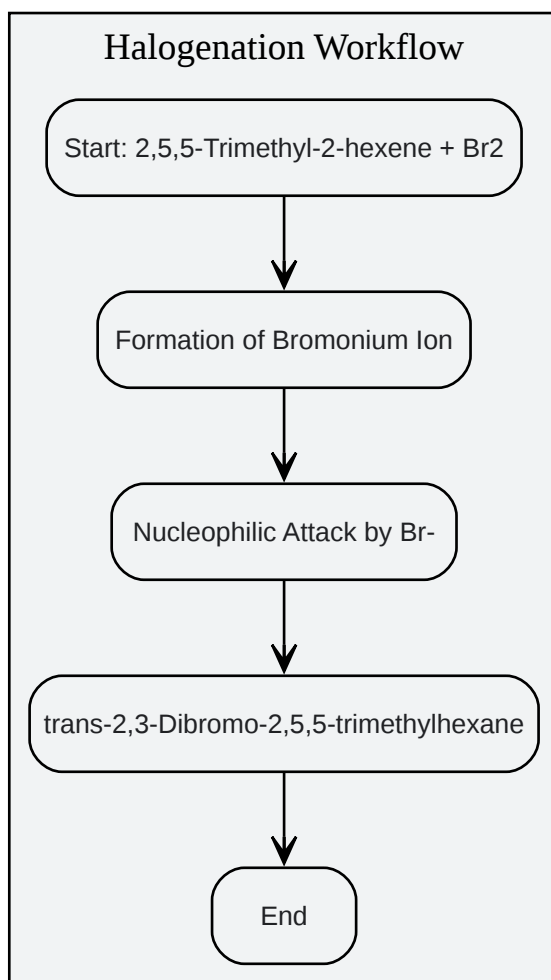 Halogenation Workflow
Start: 2,5,5-Trimethyl-2-hexene + Br2
Formation of Bromonium Ion
Nucleophilic Attack by Br-
trans-2,3-Dibromo-2,5,5-trimethylhexane
End